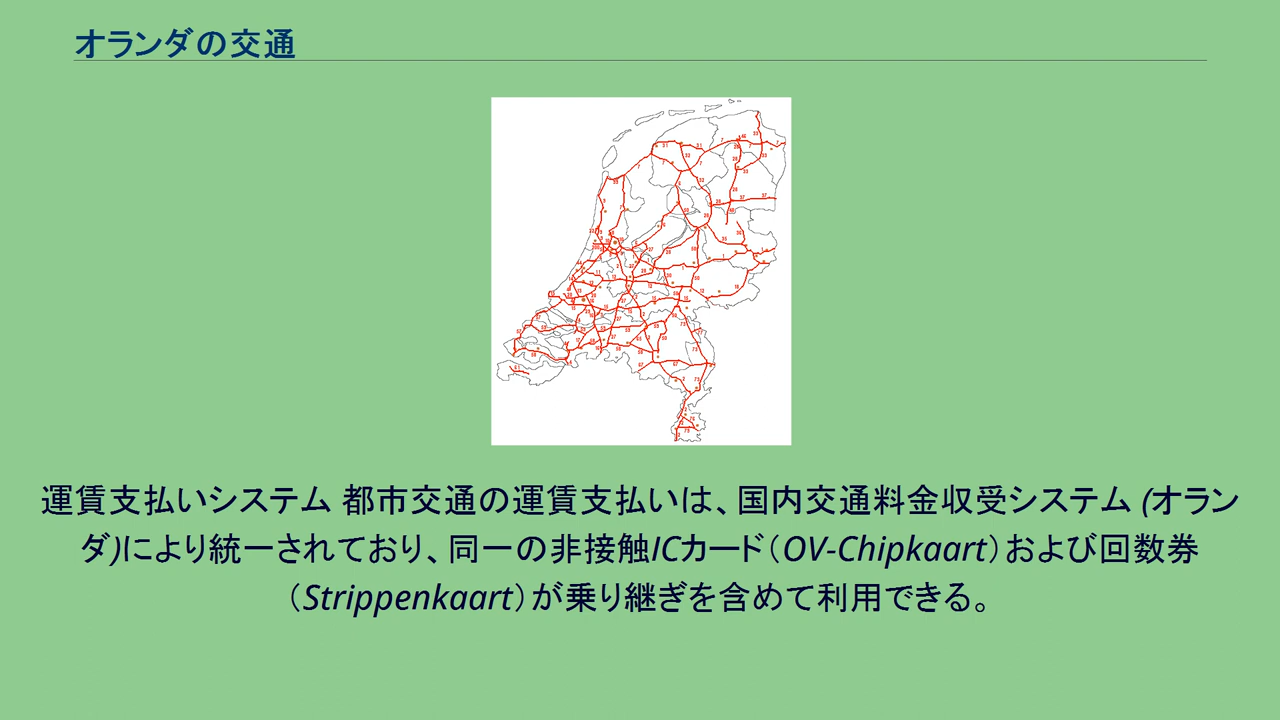 オランダの交通
運賃支払いシステム 都市交通の運賃支払いは、国内交通料金収受システム (オラン
ダ)により統一されており、同一の非接触ICカード（OV-Chipkaart）および回数券
（Strippenkaart）が乗り継ぎを含めて利用できる。